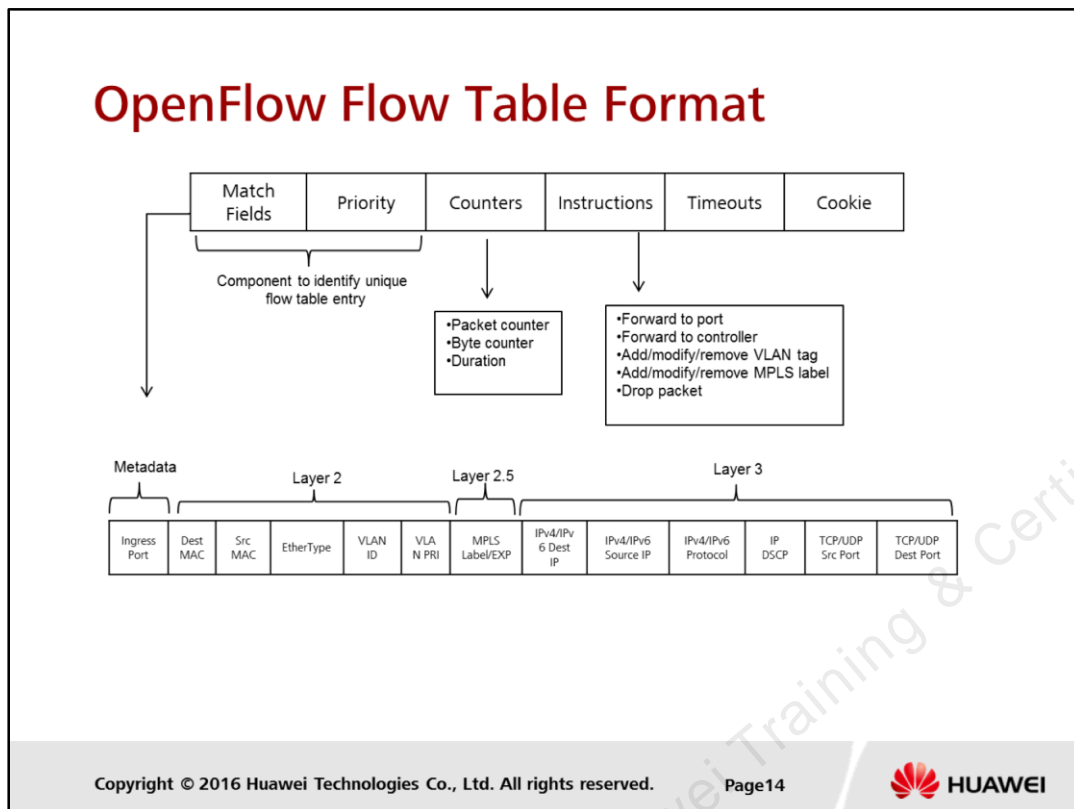 OpenFlow Flow Table Format
Match
Fields
Priority
Counters
Instructions
Timeouts
Cookie
Component to identify unique
flow table entry
•Packet counter
•Byte counter
•Duration
•Forward to port
•Forward to controller
•Add/modify/remove VLAN tag
•Add/modify/remove MPLS label
•Drop packet
Metadata
Layer 2
Layer 2.5
Layer 3
Ingress
Port
Dest
MAC
Src
MAC
EtherType
VLAN
ID
VLA
N PRI
MPLS
Label/EXP
IPv4/IPv
6 Dest
IP
IPv4/IPv6
Source IP
IPv4/IPv6
Protocol
IP
DSCP
TCP/UDP
Src Port
TCP/UDP
Dest Port
Training & Certi
Copyright © 2016 Huawei Technologies Co., Ltd. All rights reserved.
Page14
HUAWEI